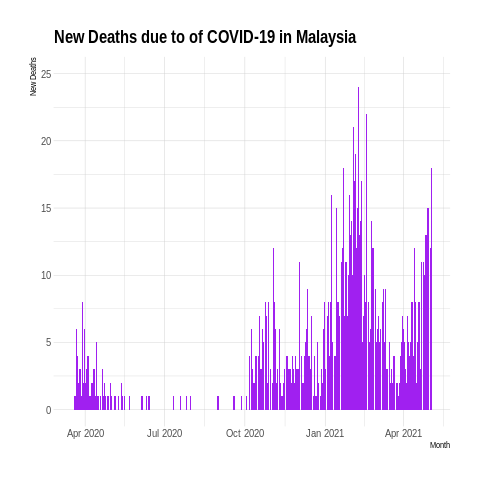 New Deaths due to of COVID-19 in Malaysia
New Deaths
25
20
15
10
5
0
Apr 2020
Jul 2020
Oct 2020
Jan 2021
Apr 2021
Month